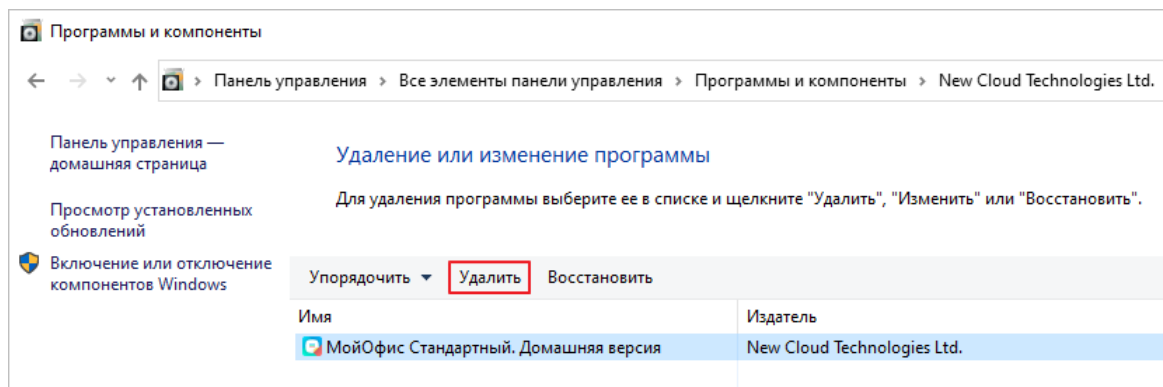 Программы и компоненты
Панель управления > Все элементы панели управления > Программы и компоненты > New Cloud Technologies Ltd.
Панель управления —
домашняя страница
Просмотр установленных
обновлений
Включение или отключение
компонентов Windows
Удаление или изменение программы
Для удаления программы выберите ее в списке и щелкните "Удалить", "Изменить" или "Восстановить".
Упорядочить Удалить Восстановить
Имя Издатель
МойОфис Стандартный. Домашняя версия New Cloud Technologies Ltd.